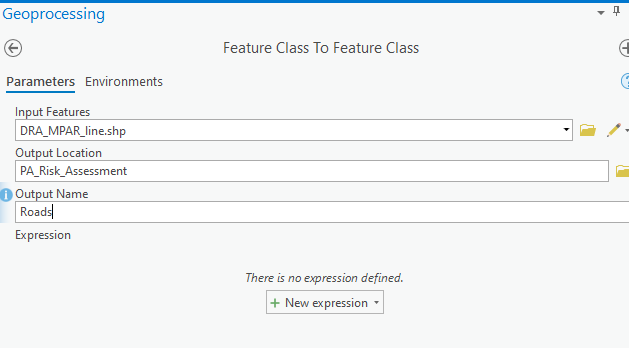 Geoprocessing
Feature Class To Feature Class
Parameters Environments
Input Features
DRA_MPAR_line.shp
Output Location
PA_Risk_Assessment
Output Name
Roads
Expression
There is no expression defined.
New expression